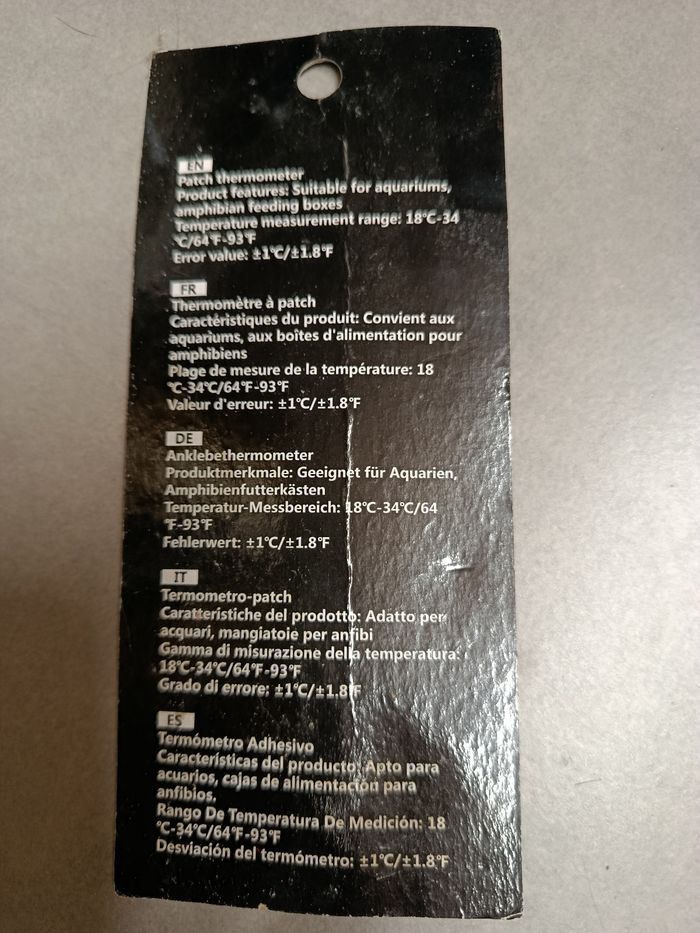 EN
Patch thermometer
Product features: Suitable for aquariums,
amphibian feeding boxes
Temperature measurement range: 18℃-34
℃/64℉-93℉
Error value: ±1℃/±1.8℉
FR
Thermomètre à patch
Caractéristiques du produit: Convient aux
aquariums, aux boîtes d'alimentation pour
amphibiens
Plage de mesure de la température: 18
℃-34℃/64℉-93℉
Valeur d'erreur: ±1℃/±1.8℉
DE
Anklebethermometer
Produktmerkmale: Geeignet für Aquarien,
Amphibienfutterkästen
Temperatur-Messbereich: 18℃-34℃/64
℉-93℉
Fehlerwert: ±1℃/±1.8℉
IT
Termometro-patch
Caratteristiche del prodotto: Adatto per
acquari, mangiatoie per anfibi
Gamma di misurazione della temperatura:
18℃-34℃/64℉-93℉
Grado di errore: ±1℃/±1.8℉
ES
Termómetro Adhesivo
Características del producto: Apto para
acuarios, cajas de alimentación para
anfibios.
Rango De Temperatura De Medición: 18
℃-34℃/64℉-93℉
Desviación del termómetro: ±1℃/±1.8℉